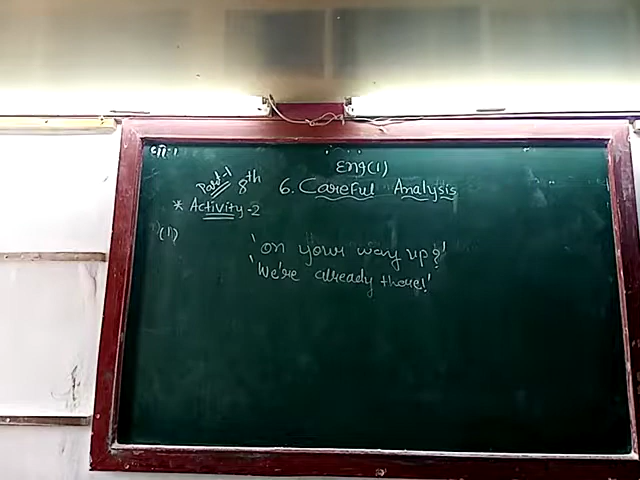 Eng(1)
Part-1 8th
6. Careful Analysis
* Activity-2
(1)
'on your way up?'
'We're already there!'